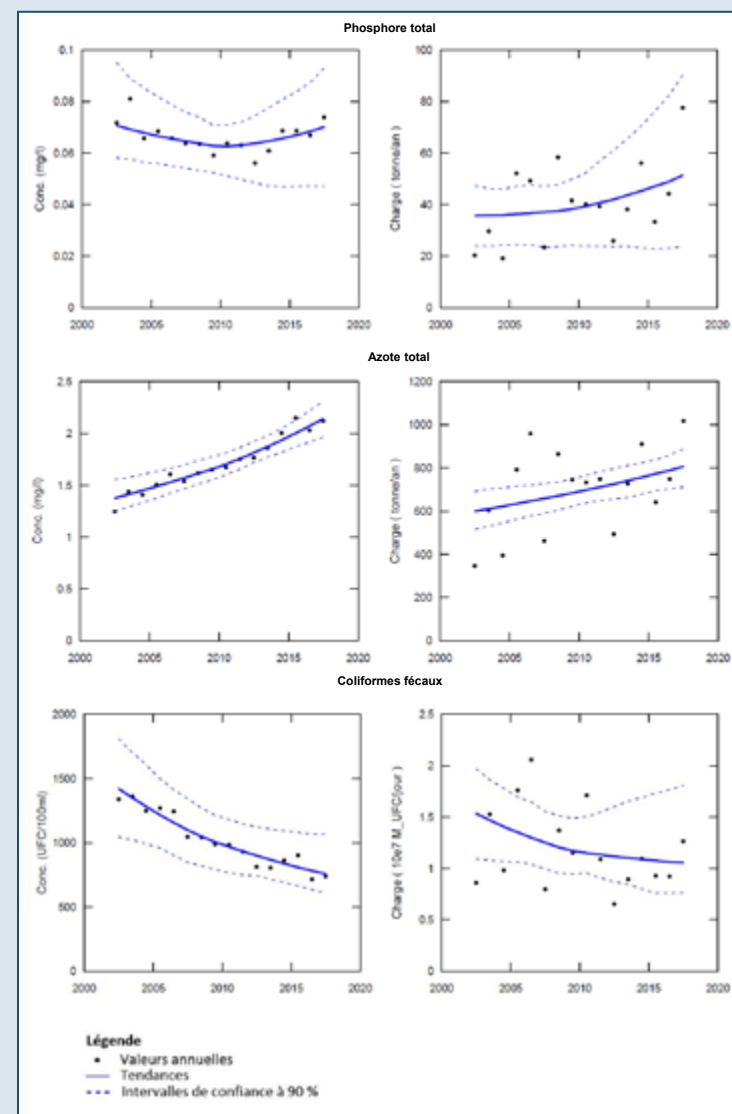 Phosphore total
0.1
0.08
0.06
0.04
0.02
0
Conc. (mg/l)
2000 2005 2010 2015 2020
100
80
60
40
20
0
Charge ( tonne/an )
2000 2005 2010 2015 2020
Azote total
2.5
2
1.5
1
0.5
0
Conc. (mg/l)
2000 2005 2010 2015 2020
1200
1000
800
600
400
200
0
Charge ( tonne/an )
2000 2005 2010 2015 2020
Coliformes fécaux
2000
1500
1000
500
0
Conc. (UFC/100ml)
2000 2005 2010 2015 2020
2.5
2
1.5
1
0.5
0
Charge ( 10e7 M_UFC/jour )
2000 2005 2010 2015 2020
Légende
Valeurs annuelles
Tendances
Intervalles de confiance à 90 %